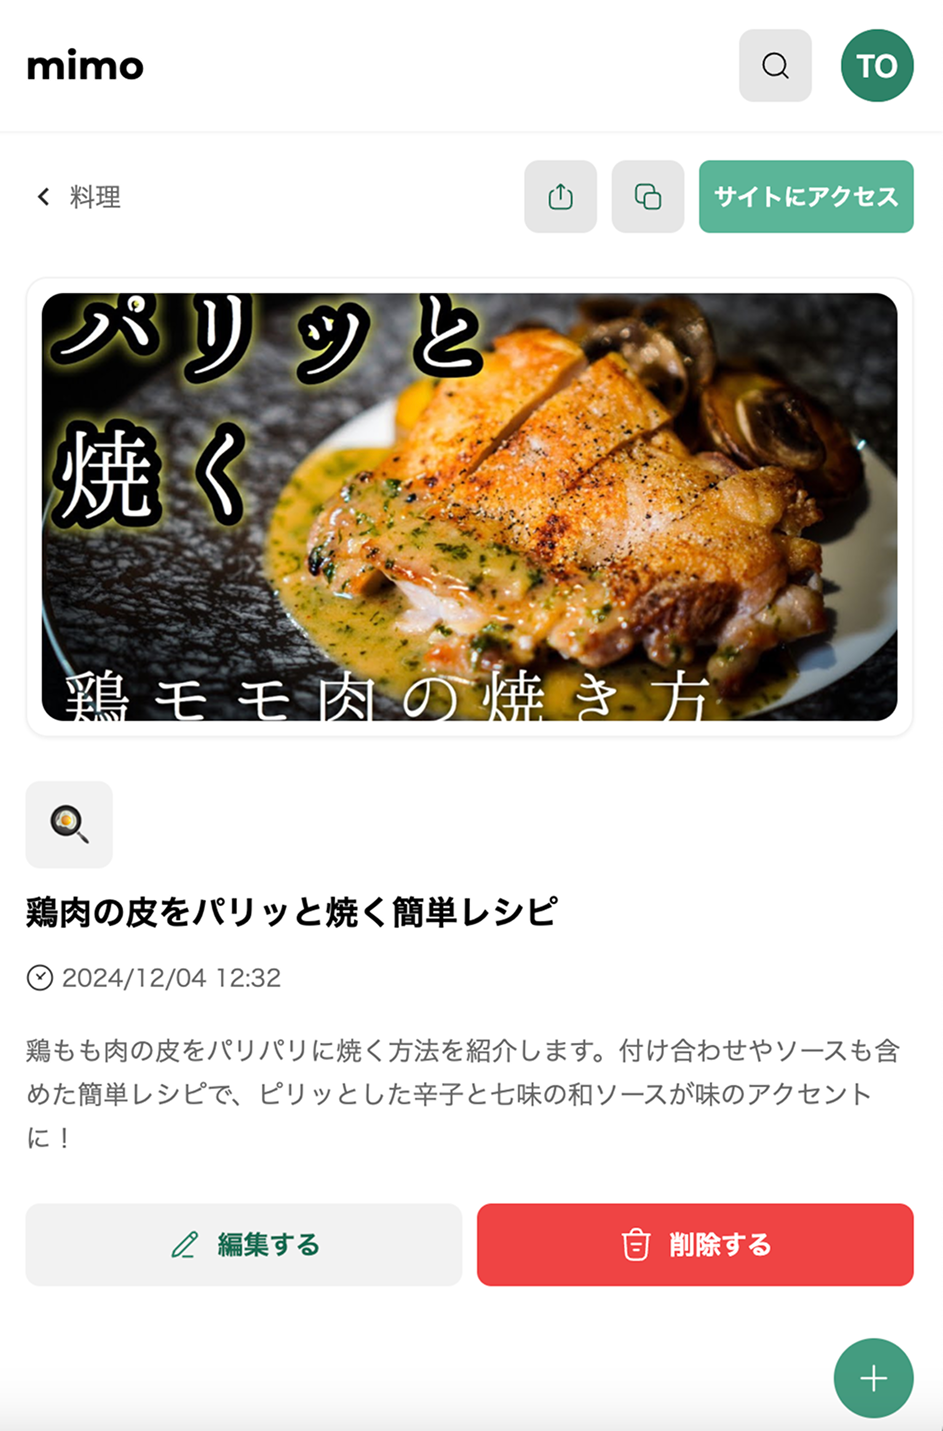 mimo
TO
料理
サイトにアクセス
パリッと
焼く
鶏モモ肉の焼き方
鶏肉の皮をパリッと焼く簡単レシピ
2024/12/04 12:32
鶏もも肉の皮をパリパリに焼く方法を紹介します。付け合わせやソースも含
めた簡単レシピで、ピリッとした辛子と七味の和ソースが味のアクセント
に！
編集する
削除する